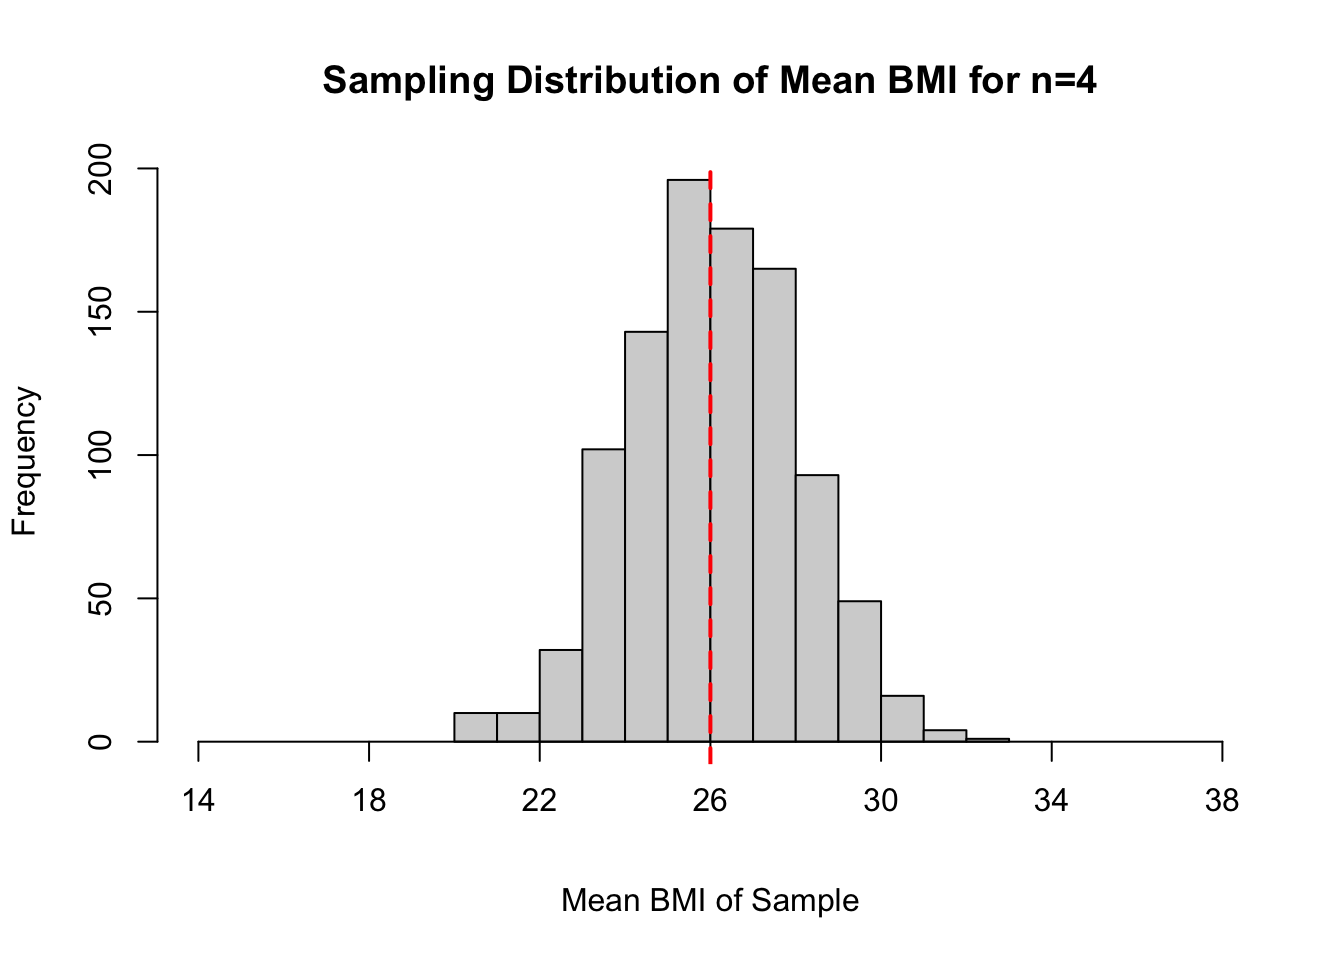 Sampling Distribution of Mean BMI for n=4
200
150
100
50
0
Frequency
14 18 22 26 30 34 38
Mean BMI of Sample